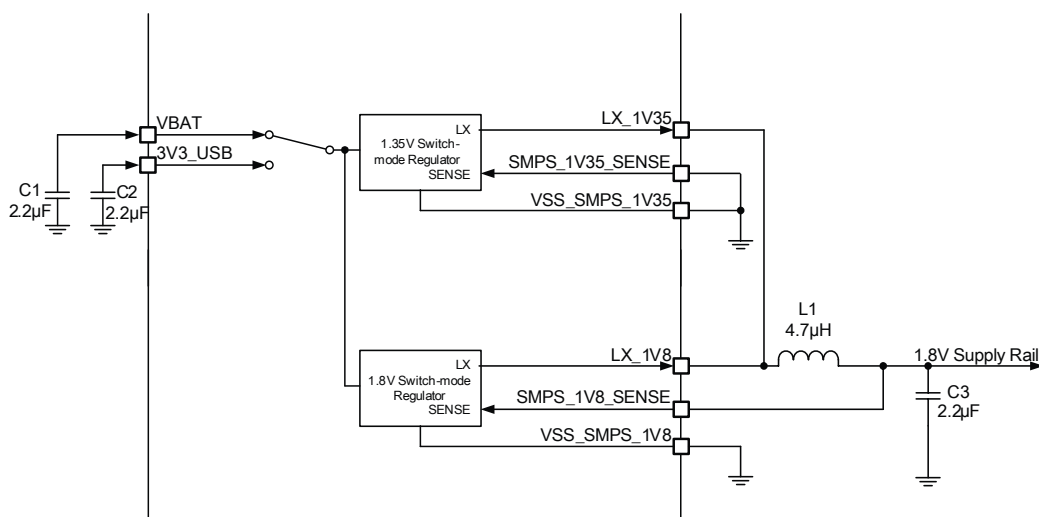 VBAT
3V3_USB
C1
2.2µF
C2
2.2µF
LX
1.35V Switch-
mode Regulator
SENSE
LX_1V35
SMPS_1V35_SENSE
VSS_SMPS_1V35
LX
1.8V Switch-mode
Regulator
SENSE
LX_1V8
SMPS_1V8_SENSE
VSS_SMPS_1V8
L1
4.7µH
1.8V Supply Rail
C3
2.2µF